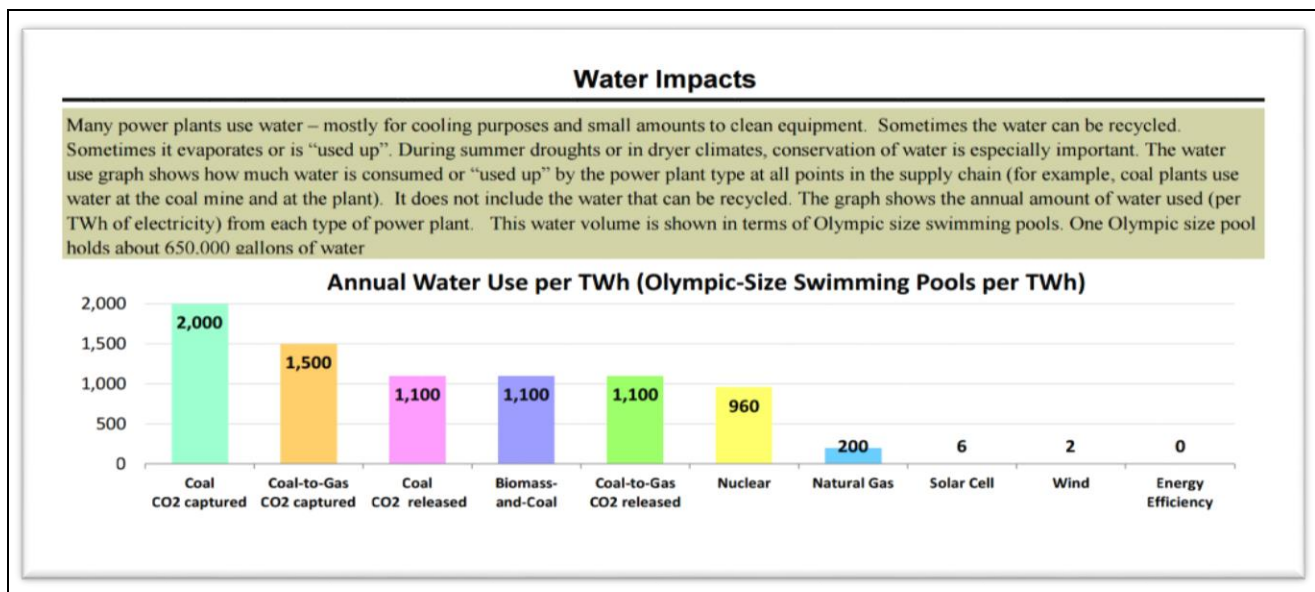 Water Impacts
Many power plants use water – mostly for cooling purposes and small amounts to clean equipment.  Sometimes the water can be recycled.
Sometimes it evaporates or is “used up”. During summer droughts or in dryer climates, conservation of water is especially important. The water
use graph shows how much water is consumed or “used up” by the power plant type at all points in the supply chain (for example, coal plants use
water at the coal mine and at the plant).  It does not include the water that can be recycled. The graph shows the annual amount of water used (per
TWh of electricity) from each type of power plant.   This water volume is shown in terms of Olympic size swimming pools. One Olympic size pool
holds about 650,000 gallons of water
Annual Water Use per TWh (Olympic-Size Swimming Pools per TWh)
2,000
1,500
1,000
500
0
2,000
1,500
1,100
1,100
1,100
960
200
6
2
0
Coal
CO2 captured
Coal-to-Gas
CO2 captured
Coal
CO2 released
Biomass-
and-Coal
Coal-to-Gas
CO2 released
Nuclear
Natural Gas
Solar Cell
Wind
Energy
Efficiency